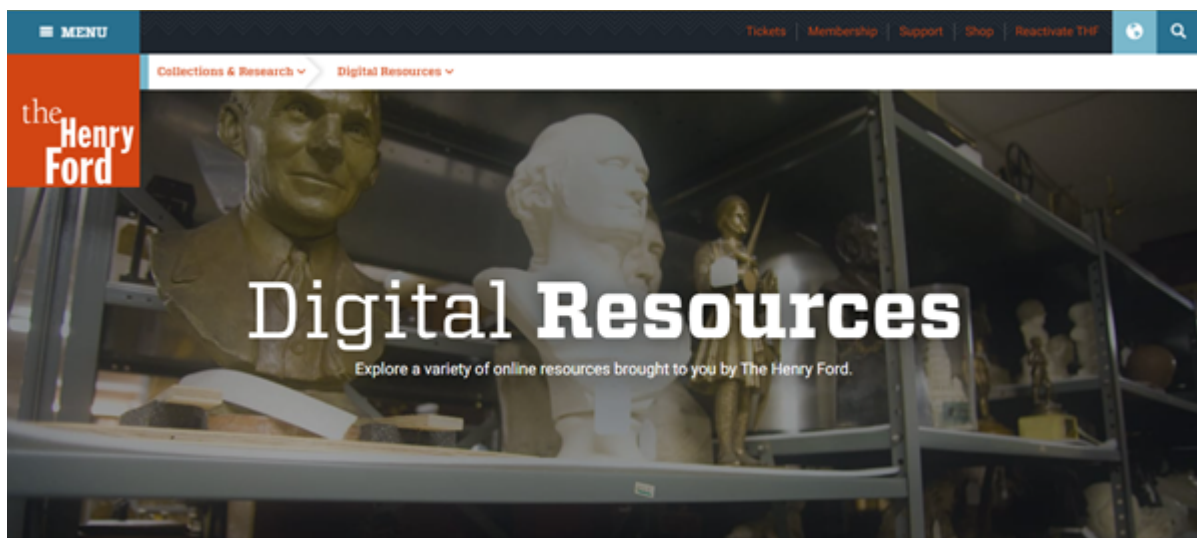 MENU
Tickets | Membership | Support | Shop | Reactivate THF
the
Henry
Ford
Collections & Research
Digital Resources
Digital Resources
Explore a variety of online resources brought to you by The Henry Ford.